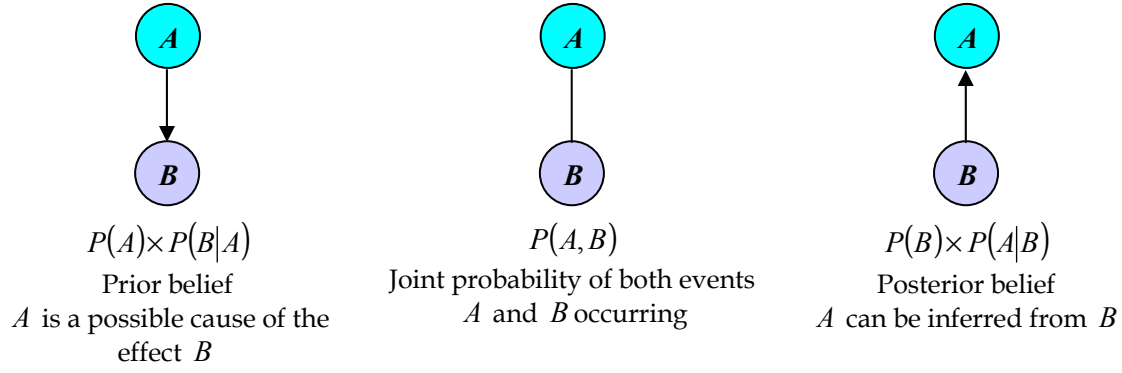 A
B
P(A)×P(B|A)
Prior belief
A is a possible cause of the
effect B
A
B
P(A,B)
Joint probability of both events
A and B occurring
A
B
P(B)×P(A|B)
Posterior belief
A can be inferred from B